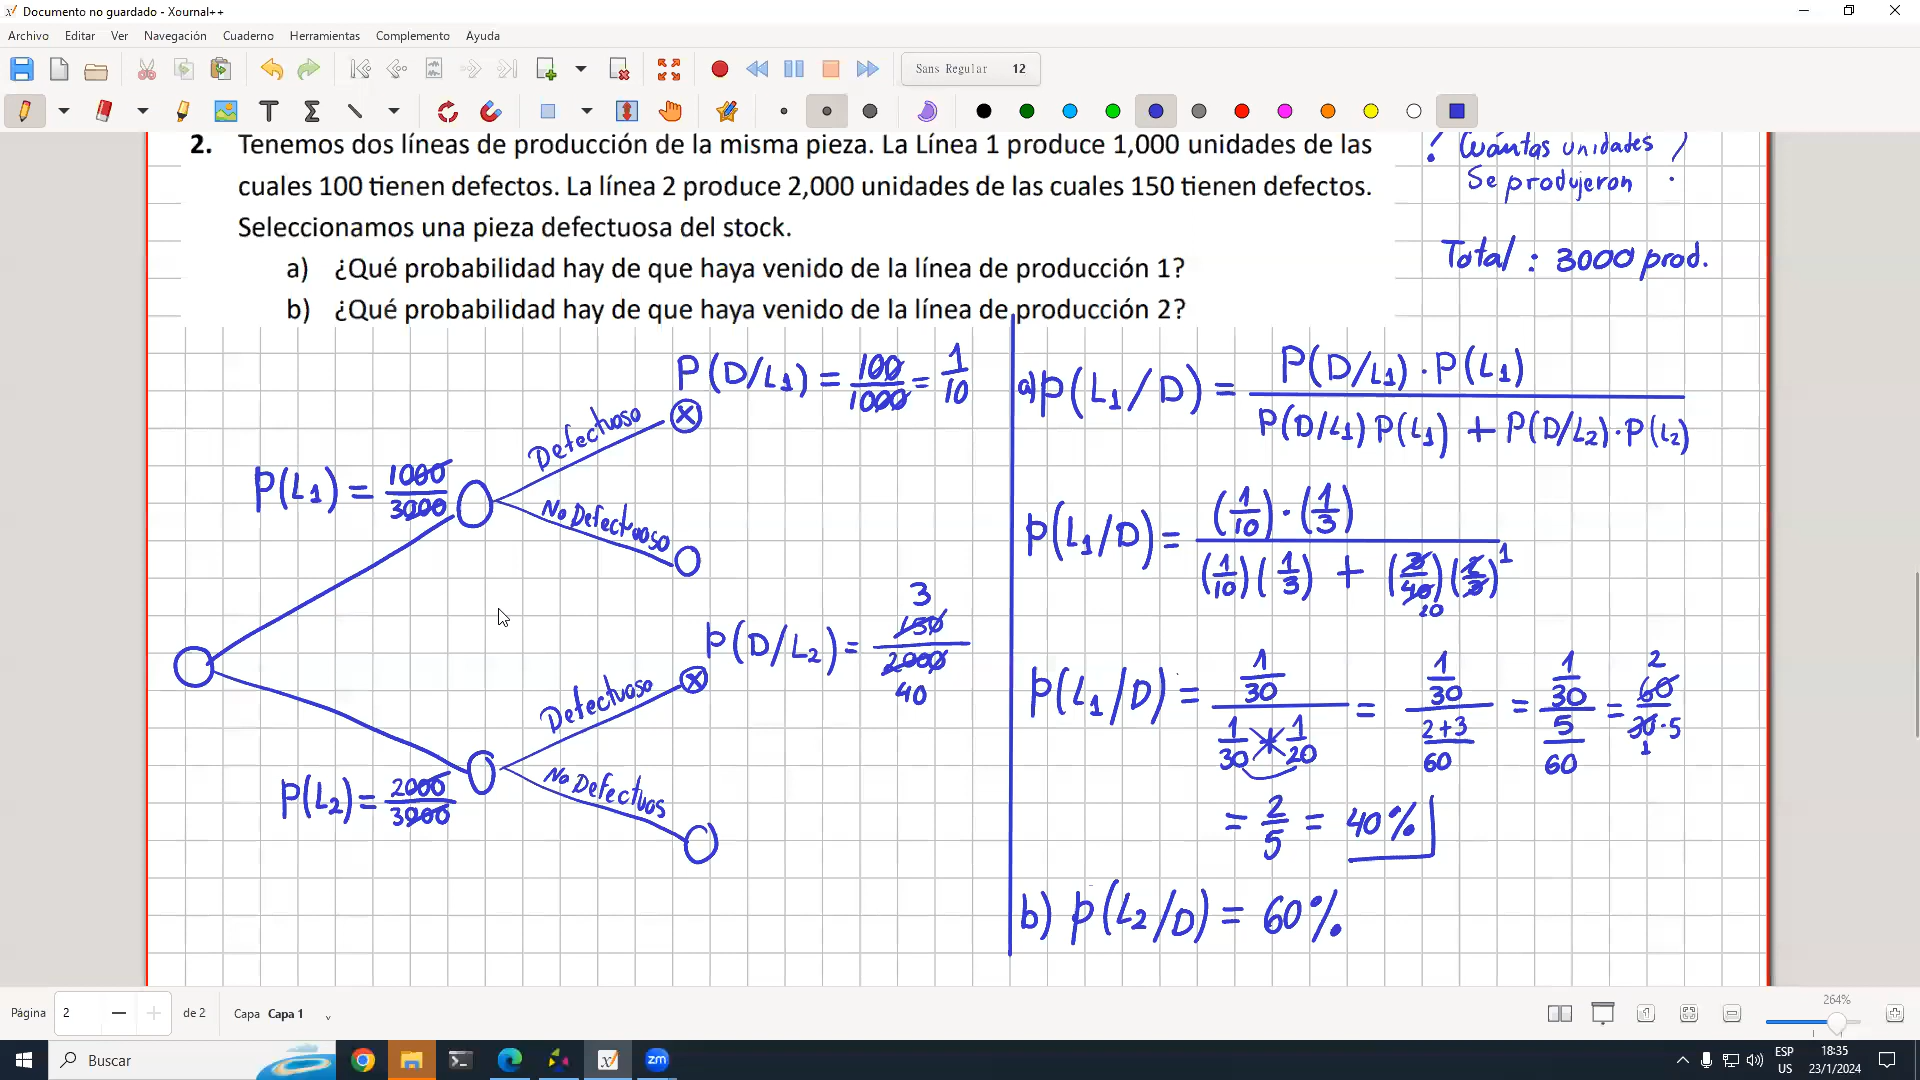 Documento no guardado - Xournal++
Archivo Editar Ver Navegación Cuaderno Herramientas Complemento Ayuda
Sans Regular 12
2. Tenemos dos líneas de producción de la misma pieza. La Línea 1 produce 1,000 unidades de las
cuales 100 tienen defectos. La línea 2 produce 2,000 unidades de las cuales 150 tienen defectos.
Seleccionamos una pieza defectuosa del stock.
a) ¿Qué probabilidad hay de que haya venido de la línea de producción 1?
b) ¿Qué probabilidad hay de que haya venido de la línea de producción 2?
¿Cuántas unidades
Se produjeron ?
Total : 3000 prod.
P(D/L1) = 100/1000 = 1/10
Defectuoso
P(L1) = 1000/3000
No Defectuoso
P(D/L2) = 150/2000
3
40
Defectuoso
P(L2) = 2000/3000
No Defectuos
a) P(L1/D) = P(D/L1) · P(L1) / P(D/L1) P(L1) + P(D/L2) · P(L2)
P(L1/D) = (1/10) · (1/3) / (1/10)(1/3) + (3/40)(2/3) 1
20
P(L1/D) = 1/30 / 1/30 + 1/20 = 1/30 / 2+3/60 = 1/30 / 5/60 = 60/30·5
2
1
= 2/5 = 40%
b) P(L2/D) = 60%
Página 2 de 2 Capa Capa 1
264%
Buscar
zm
ESP
US
18:35
23/1/2024